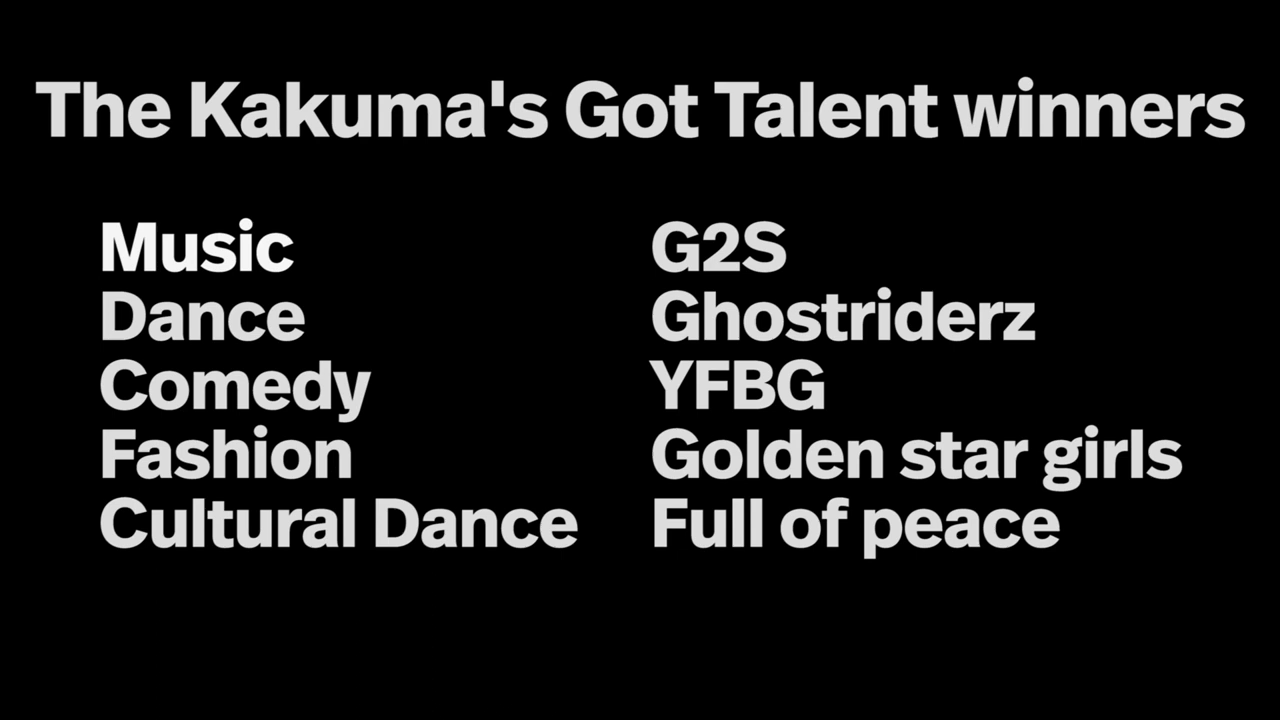 The Kakuma's Got Talent winners
Music G2S
Dance Ghostriderz
Comedy YFBG
Fashion Golden star girls
Cultural Dance Full of peace